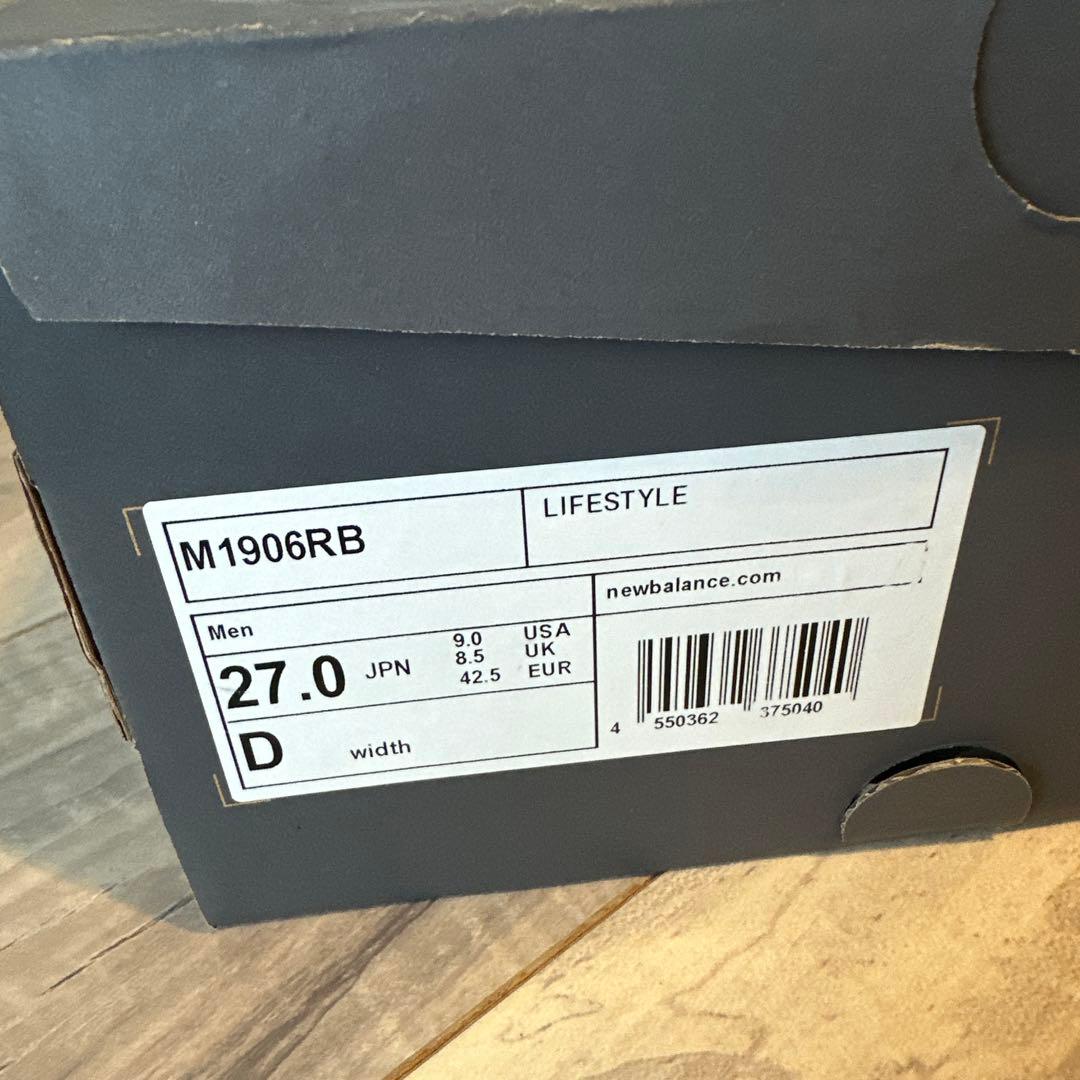 M1906RB
LIFESTYLE
newbalance.com
Men
27.0 JPN
9.0 USA
8.5 UK
42.5 EUR
D width
4 550362 375040